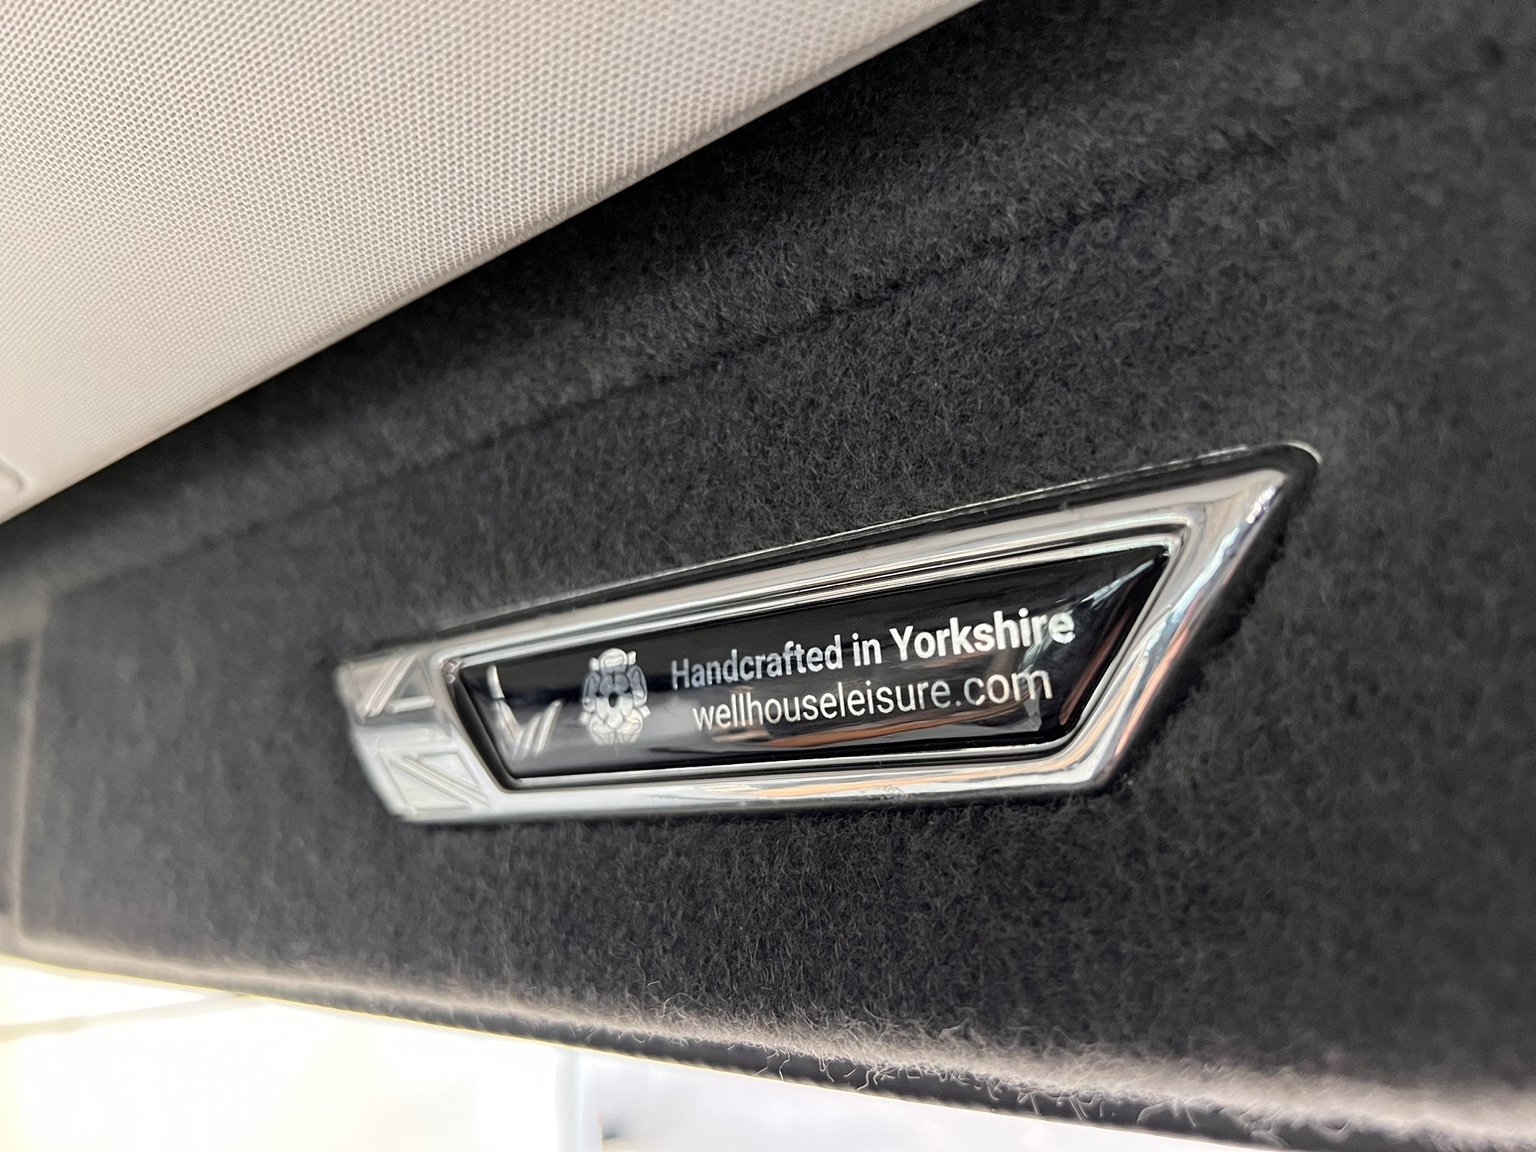 Handcrafted in Yorkshire
wellhouseleisure.com